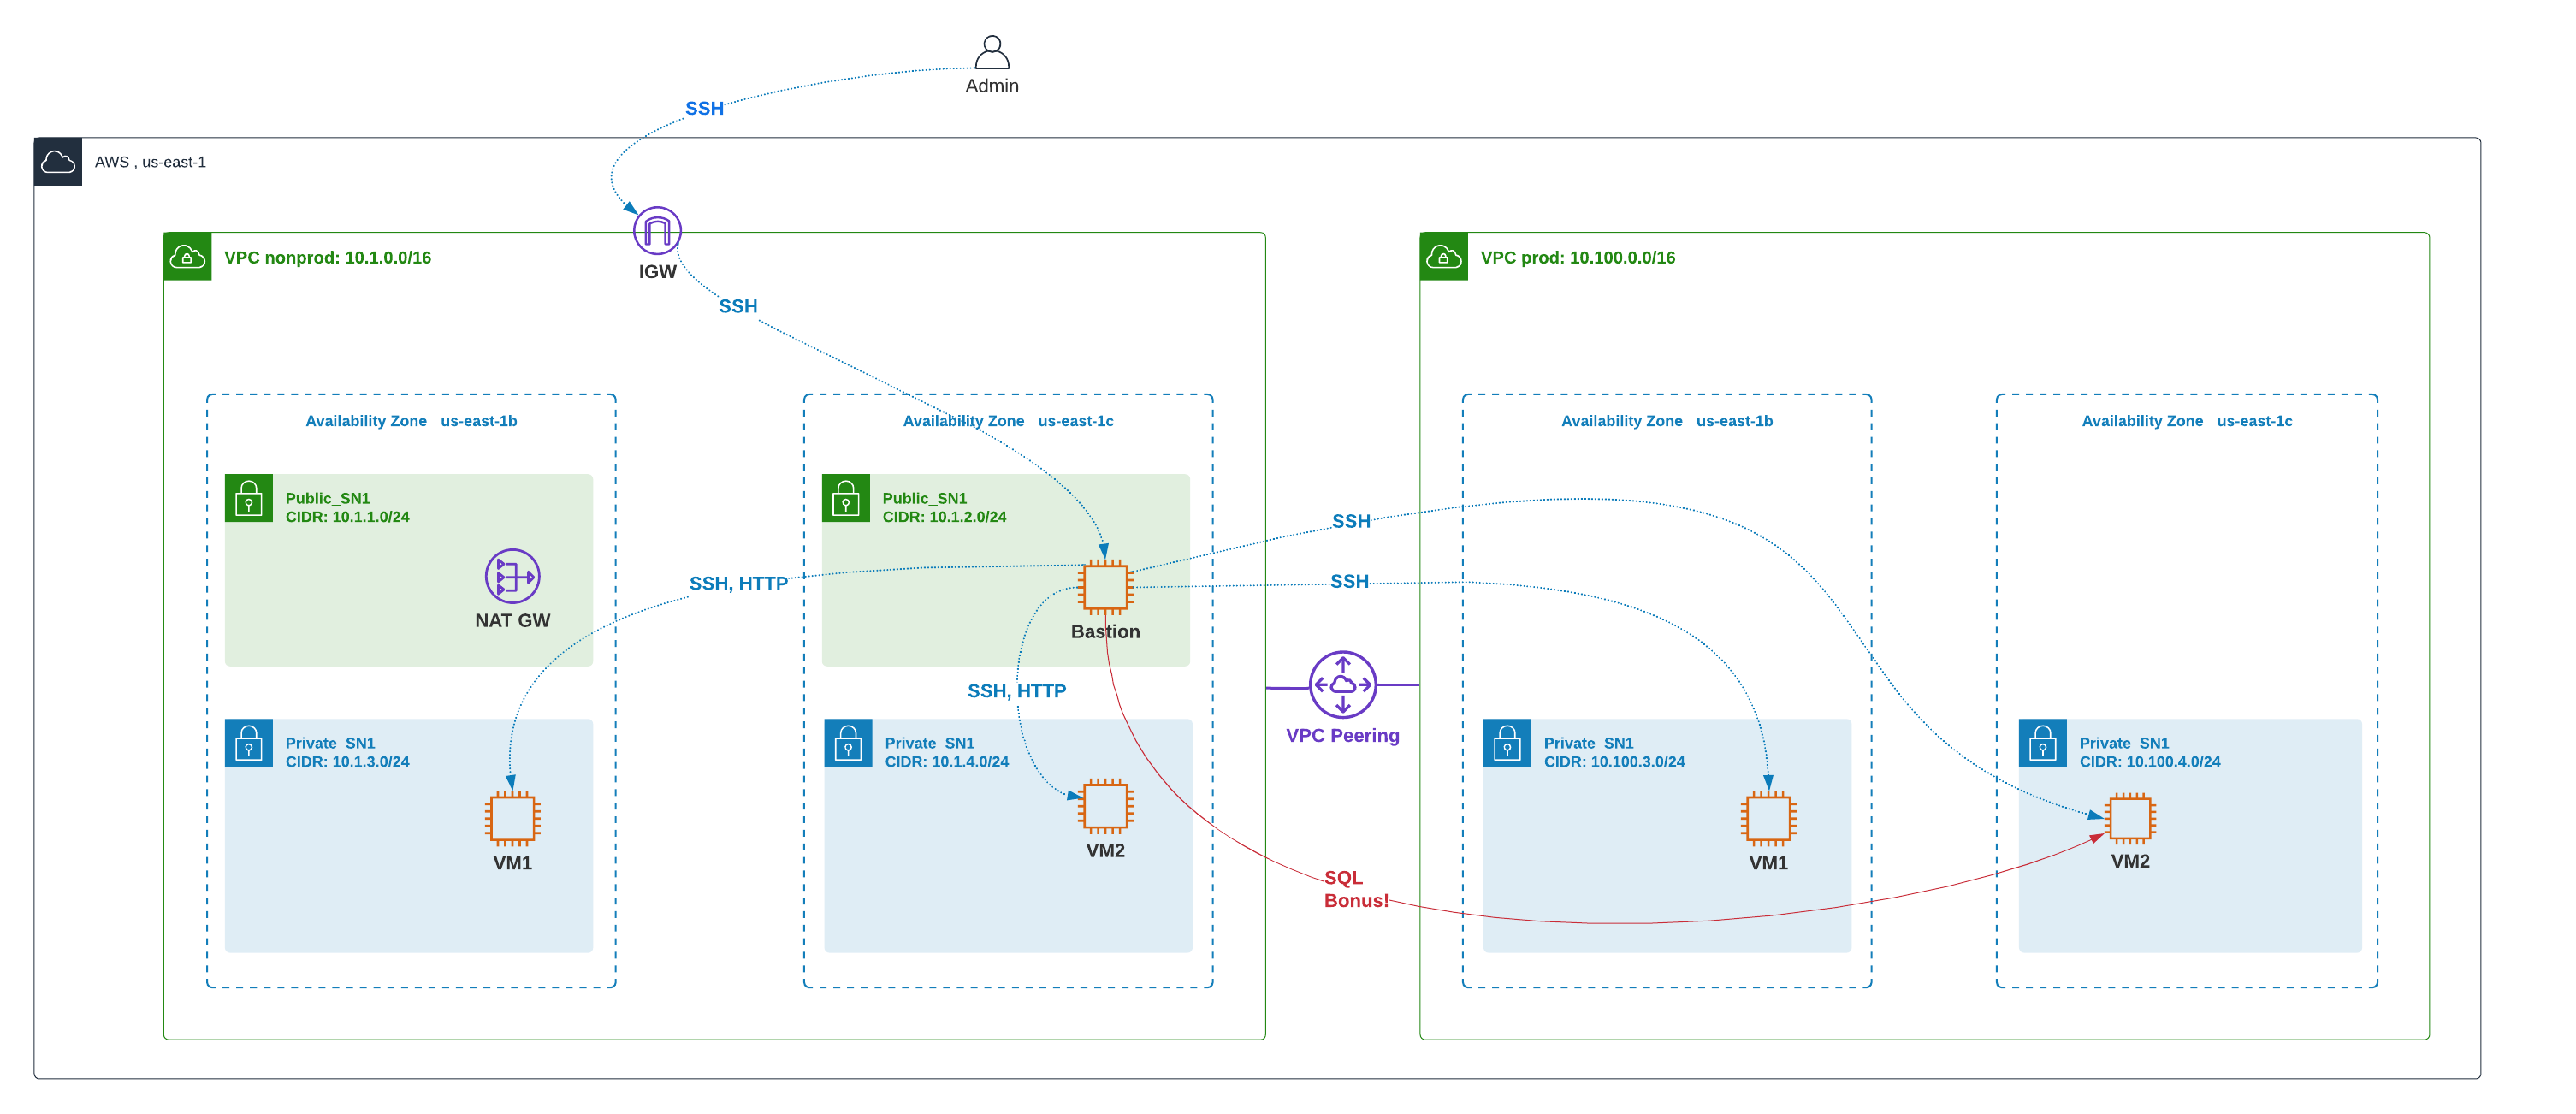 Admin
SSH
AWS , us-east-1
VPC nonprod: 10.1.0.0/16
IGW
VPC prod: 10.100.0.0/16
SSH
Availability Zone us-east-1b
Availability Zone us-east-1c
Availability Zone us-east-1b
Availability Zone us-east-1c
Public_SN1
CIDR: 10.1.1.0/24
Public_SN1
CIDR: 10.1.2.0/24
SSH
SSH, HTTP
SSH
NAT GW
Bastion
SSH, HTTP
VPC Peering
Private_SN1
CIDR: 10.1.3.0/24
Private_SN1
CIDR: 10.1.4.0/24
Private_SN1
CIDR: 10.100.3.0/24
Private_SN1
CIDR: 10.100.4.0/24
VM1
VM2
VM1
VM2
SQL
Bonus!